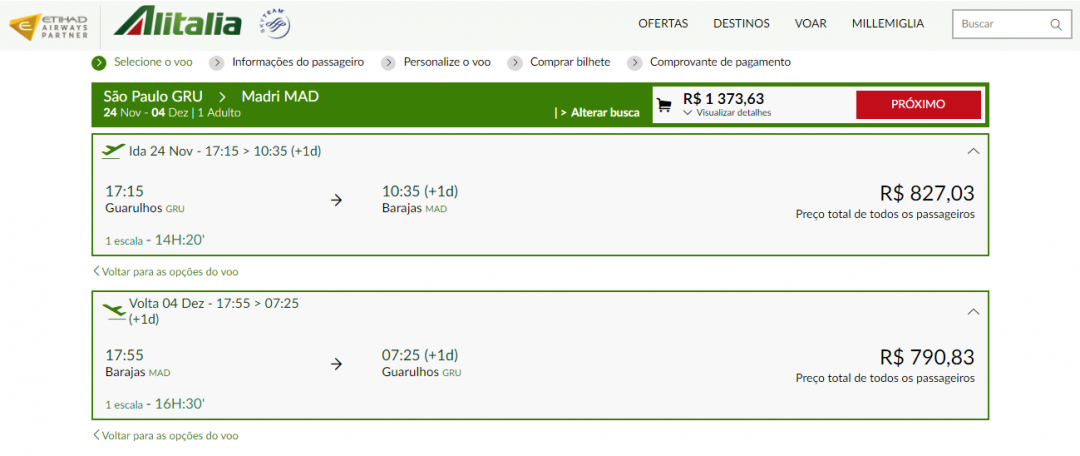 ETIHAD
AIRWAYS
PARTNER
Alitalia
SKYTEAM
OFERTAS DESTINOS VOAR MILLEMIGLIA
Buscar
Selecione o voo Informações do passageiro Personalize o voo Comprar bilhete Comprovante de pagamento
São Paulo GRU > Madri MAD
24 Nov - 04 Dez | 1 Adulto
| > Alterar busca
R$ 1 373,63
Visualizar detalhes
PRÓXIMO
Ida 24 Nov - 17:15 > 10:35 (+1d)
17:15 → 10:35 (+1d)
Guarulhos GRU Barajas MAD
R$ 827,03
Preço total de todos os passageiros
1 escala - 14H:20'
Voltar para as opções do voo
Volta 04 Dez - 17:55 > 07:25
(+1d)
17:55 → 07:25 (+1d)
Barajas MAD Guarulhos GRU
R$ 790,83
Preço total de todos os passageiros
1 escala - 16H:30'
Voltar para as opções do voo